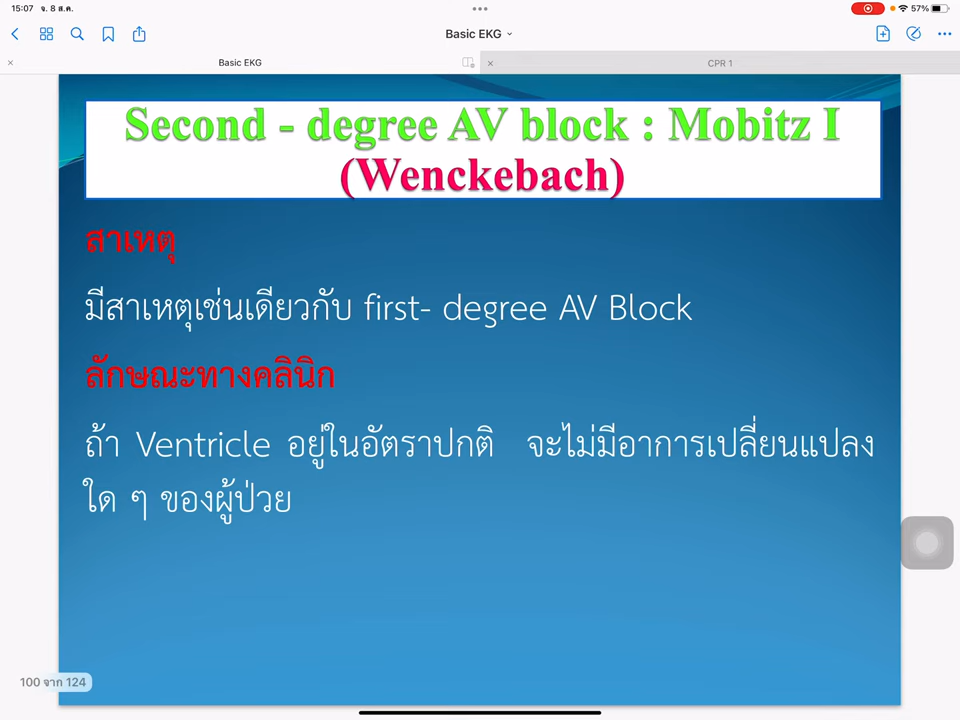 15:07 จ. 8 ส.ค.
57%
Basic EKG
Basic EKG
CPR 1
Second - degree AV block : Mobitz I
(Wenckebach)
สาเหตุ
มีสาเหตุเช่นเดียวกับ first- degree AV Block
ลักษณะทางคลินิก
ถ้า Ventricle อยู่ในอัตราปกติ จะไม่มีอาการเปลี่ยนแปลง
ใด ๆ ของผู้ป่วย
100 จาก 124